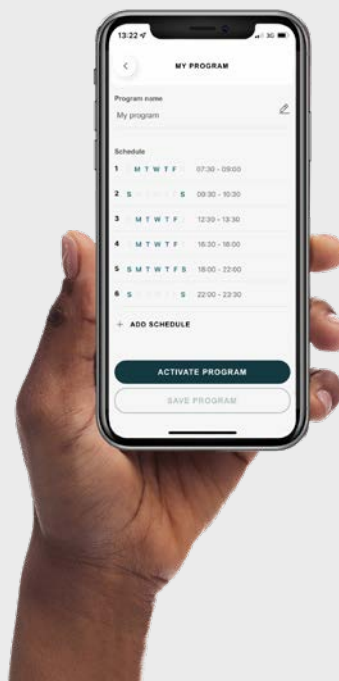 13:22 3G
MY PROGRAM
Program name
My program
Schedule
1 M T W T F 07:30 - 09:00
2 S S 09:30 - 10:30
3 M T W T F 12:30 - 13:30
4 M T W T F 16:30 - 18:00
5 S M T W T F S 18:00 - 22:00
6 S S 22:00 - 23:30
+ ADD SCHEDULE
ACTIVATE PROGRAM
SAVE PROGRAM